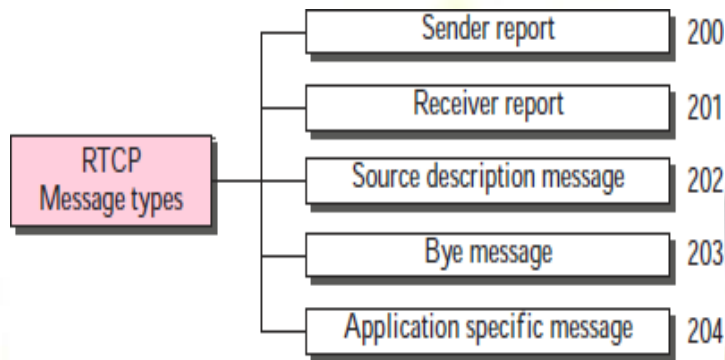 Sender report 200
Receiver report 201
RTCP
Message types
Source description message 202
Bye message 203
Application specific message 204